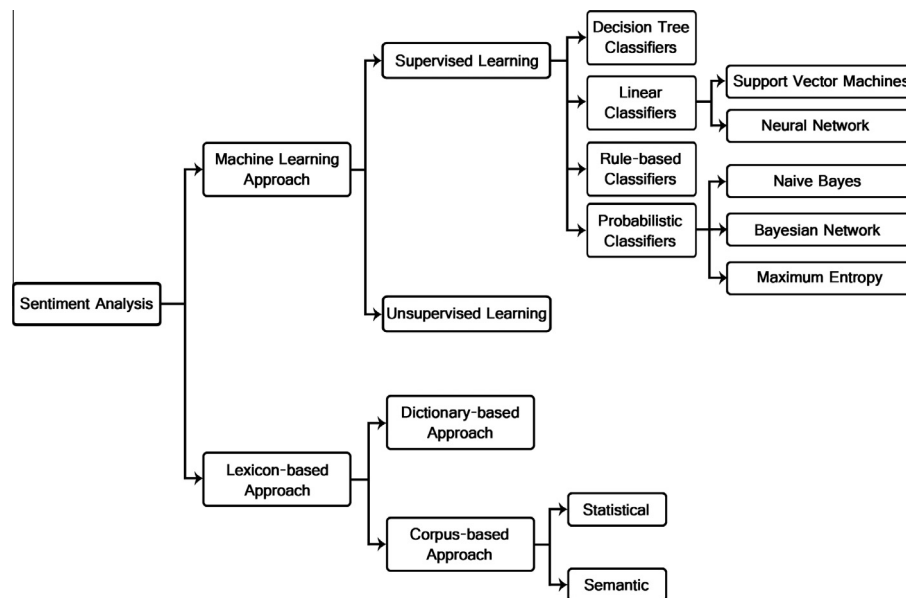 Decision Tree
Classifiers
Supervised Learning
Linear
Classifiers
Support Vector Machines
Neural Network
Machine Learning
Approach
Rule-based
Classifiers
Naive Bayes
Probabilistic
Classifiers
Bayesian Network
Maximum Entropy
Sentiment Analysis
Unsupervised Learning
Dictionary-based
Approach
Lexicon-based
Approach
Corpus-based
Approach
Statistical
Semantic